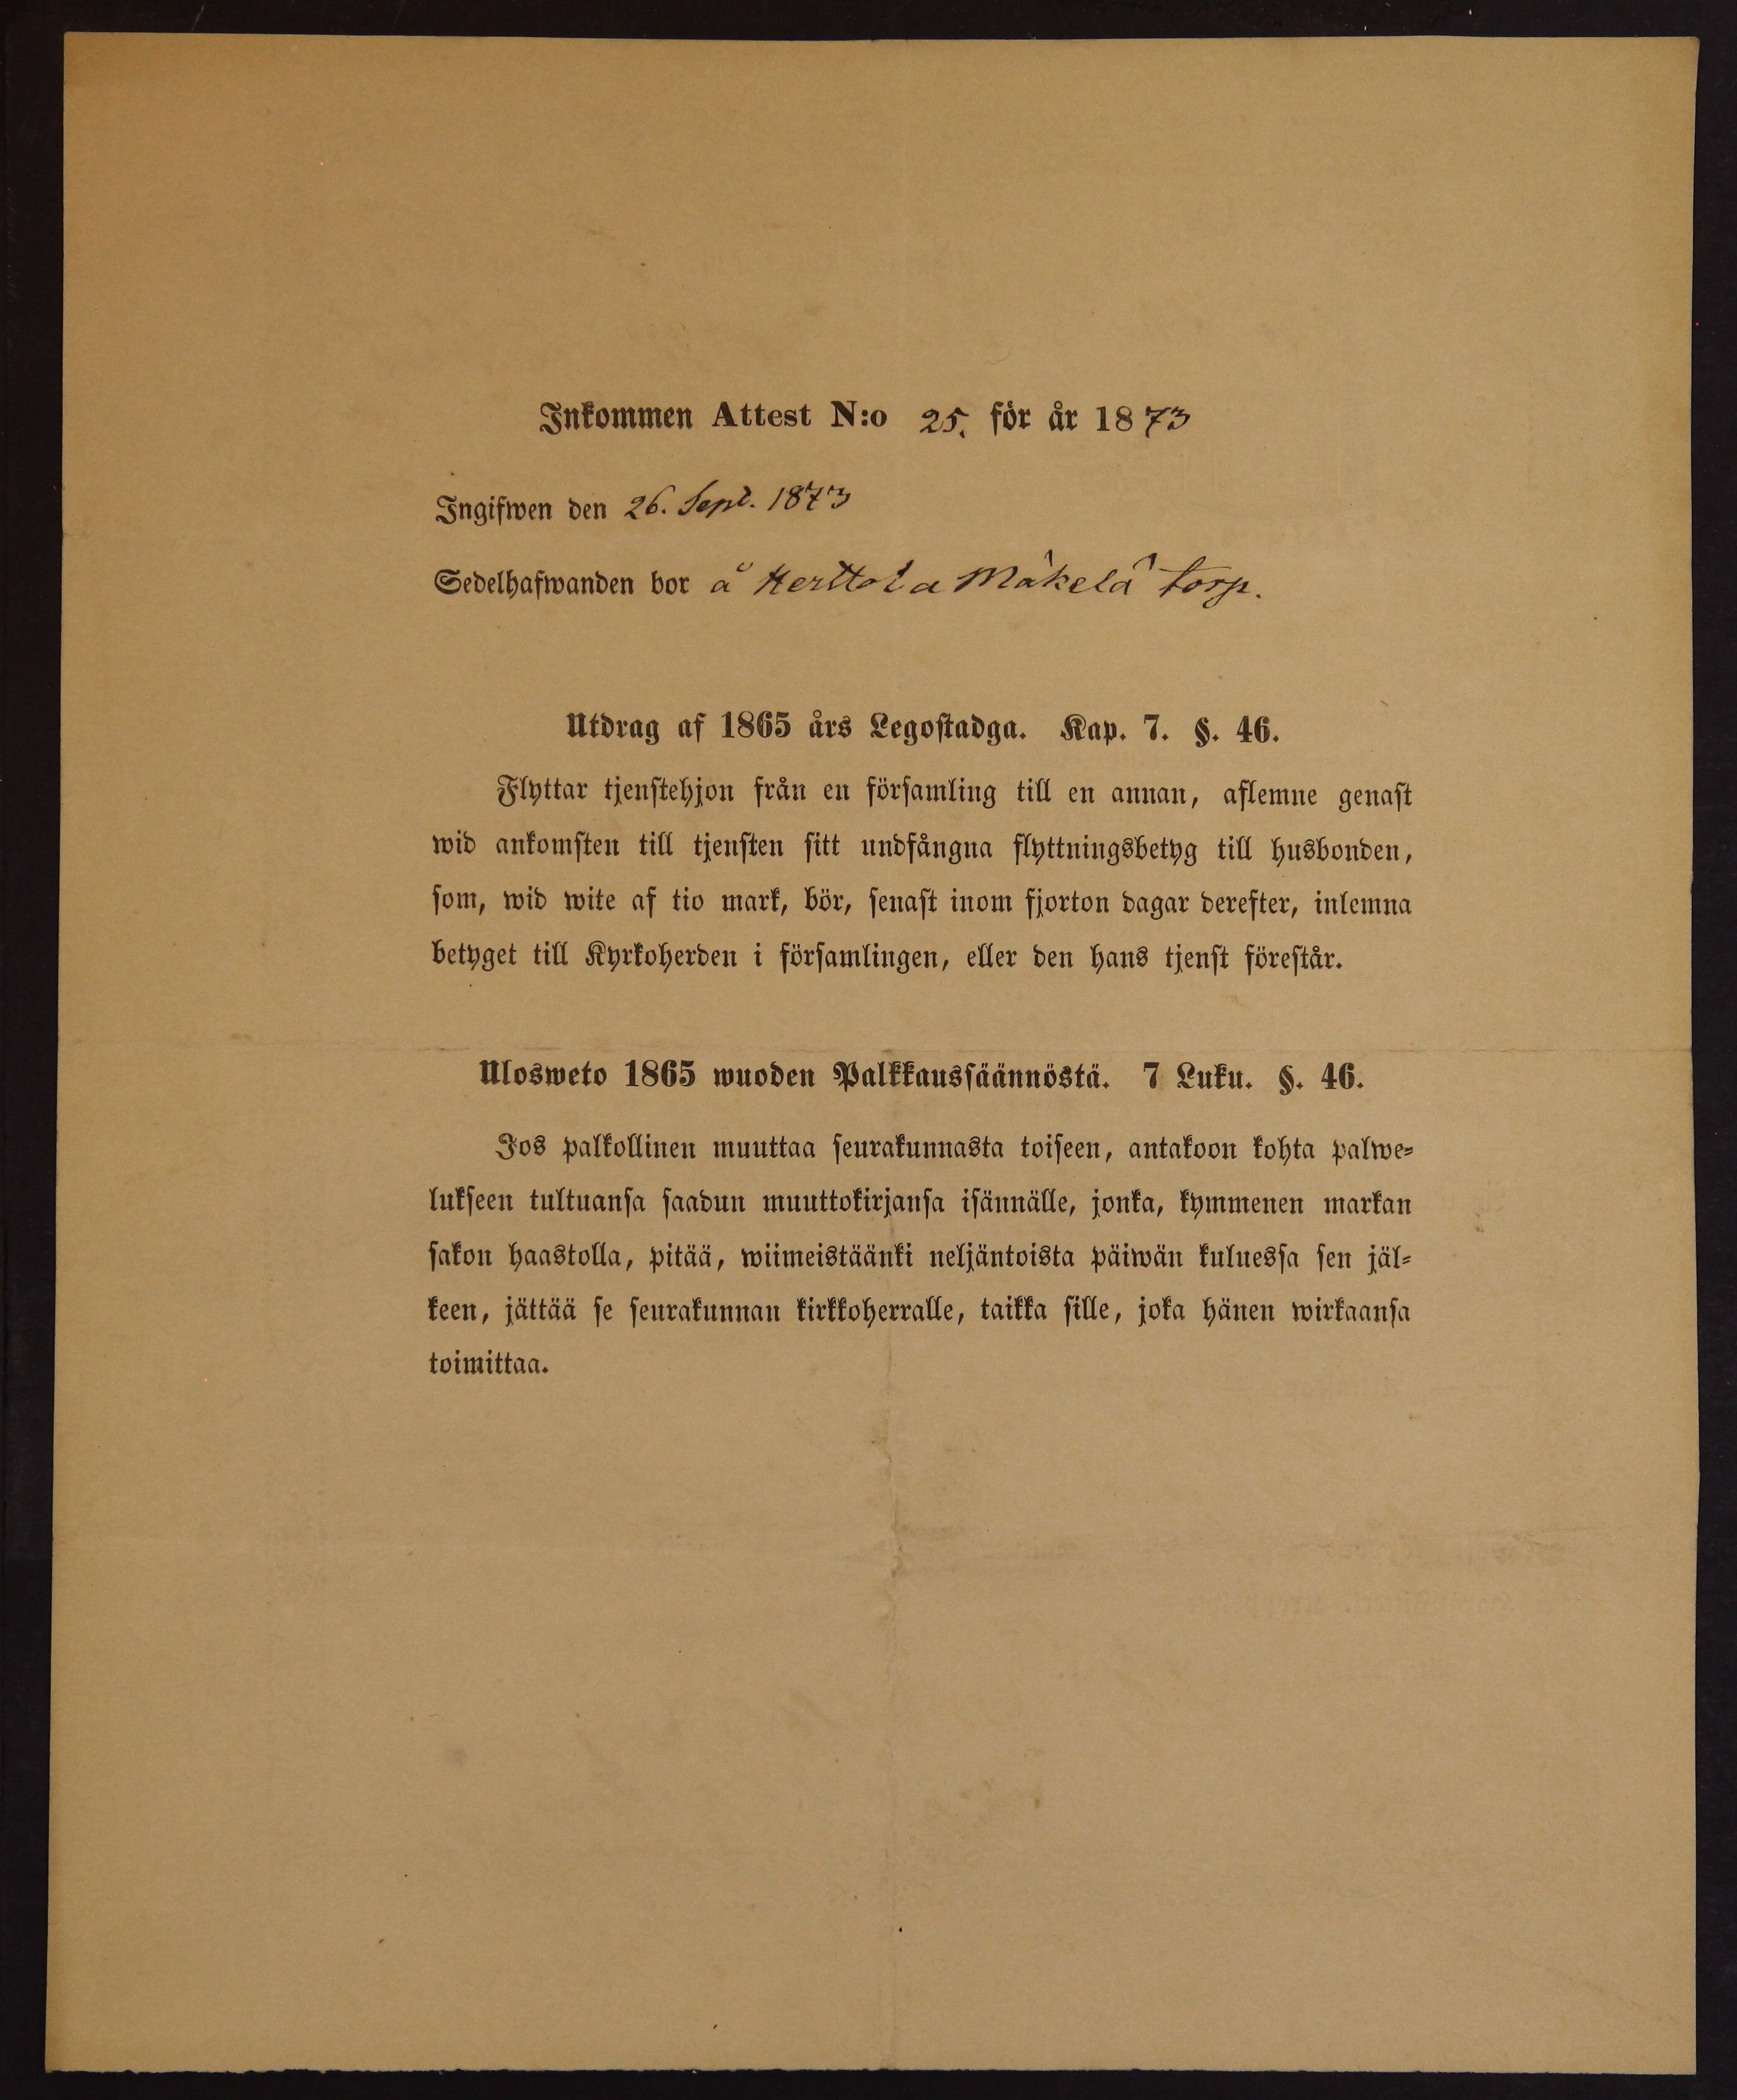 Inkommen Attest N:o 25. för år 1873
Ingifwen den 26. Sept. 1873
Sedelhafwanden bor å Herttola Mäkelä torp.
Utdrag af 1865 års Legostadga. Kap. 7. §. 46.
Flyttar tjenstehjon från en församling till en annan, aflemne genast
wid ankomsten till tjensten sitt undfångna flyttningsbetyg till husbonden,
som, wid wite af tio mark, bör, senast inom fjorton dagar derefter, inlemna
betyget till Kyrkoherden i församlingen, eller den hans tjenst förestår.
Ulosweto 1865 wuoden Palkkaussäännöstä. 7 Luku. §. 46.
Jos palkollinen muuttaa seurakunnasta toiseen, antakoon kohta palwe-
lukseen tultuansa saadun muuttokirjansa isännälle, jonka, kymmenen markan
sakon haastolla, pitää, wiimeistäänki neljäntoista päiwän kuluessa sen jäl-
keen, jättää se seurakunnan kirkkoherralle, taikka sille, joka hänen wirkaansa
toimittaa.